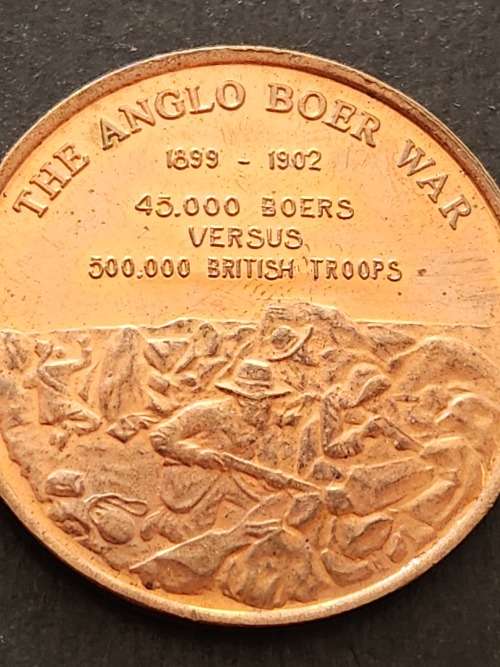 THE ANGLO BOER WAR
1899 - 1902
45.000 BOERS
VERSUS
500.000 BRITISH TROOPS